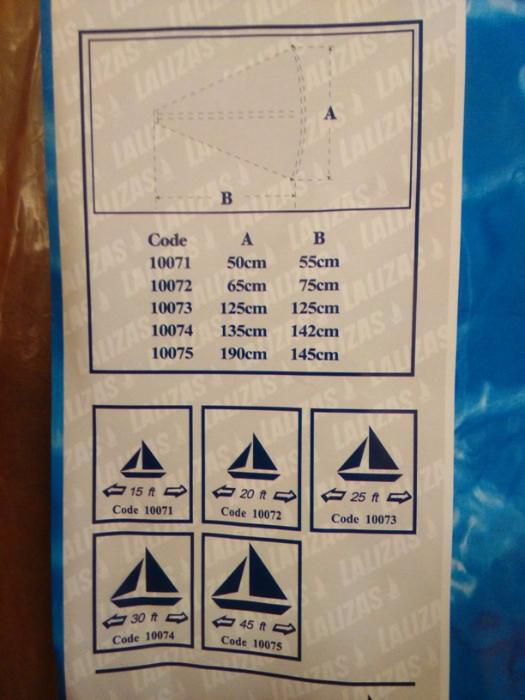 A
B
Code A B
10071 50cm 55cm
10072 65cm 75cm
10073 125cm 125cm
10074 135cm 142cm
10075 190cm 145cm
15 ft
Code 10071
20 ft
Code 10072
25 ft
Code 10073
30 ft
Code 10074
45 ft
Code 10075
LALIZAS